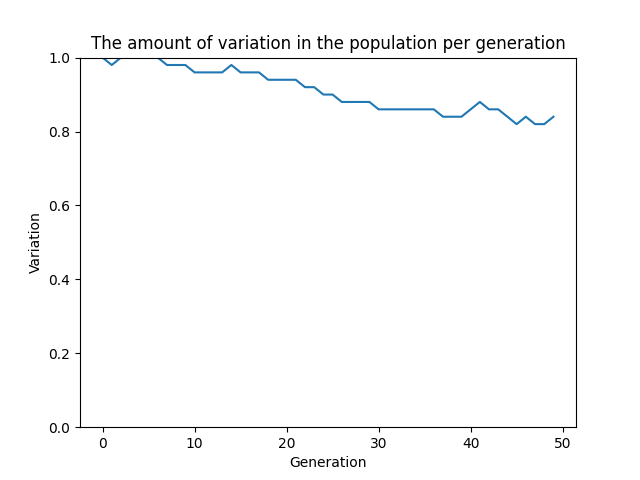 The amount of variation in the population per generation
1.0
0.8
0.6
0.4
0.2
0.0
Variation
0 10 20 30 40 50
Generation